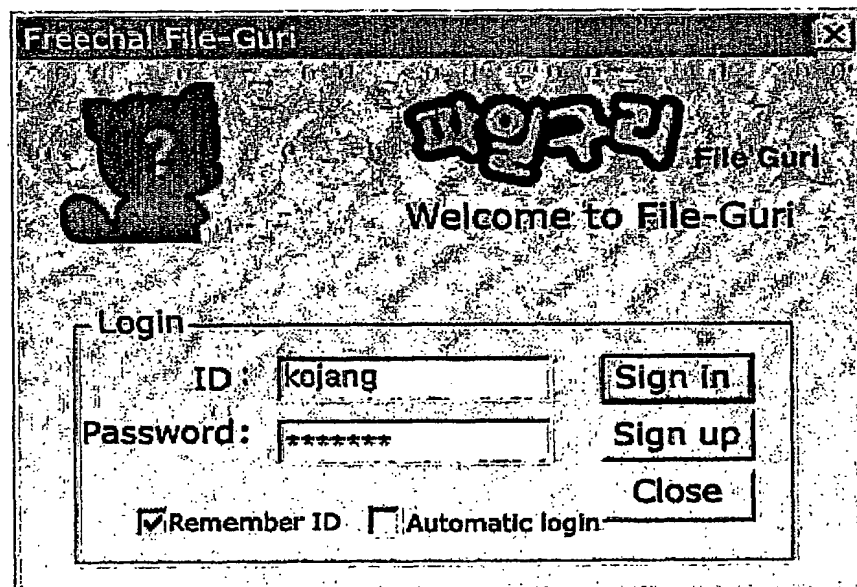 Freechal File-Guri
?
파일구리 File Guri
Welcome to File-Guri
Login
ID: kojang
Password: *******
Sign in
Sign up
Close
Remember ID Automatic login